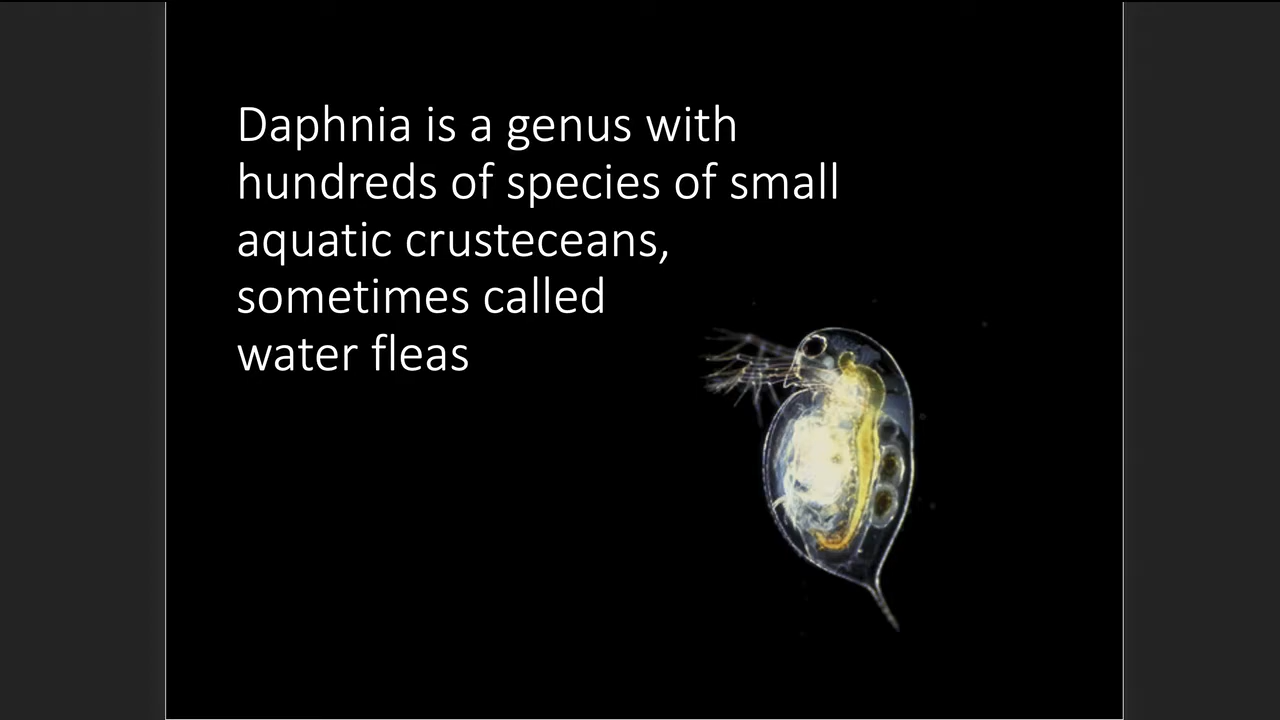 Daphnia is a genus with
hundreds of species of small
aquatic crusteceans,
sometimes called
water fleas